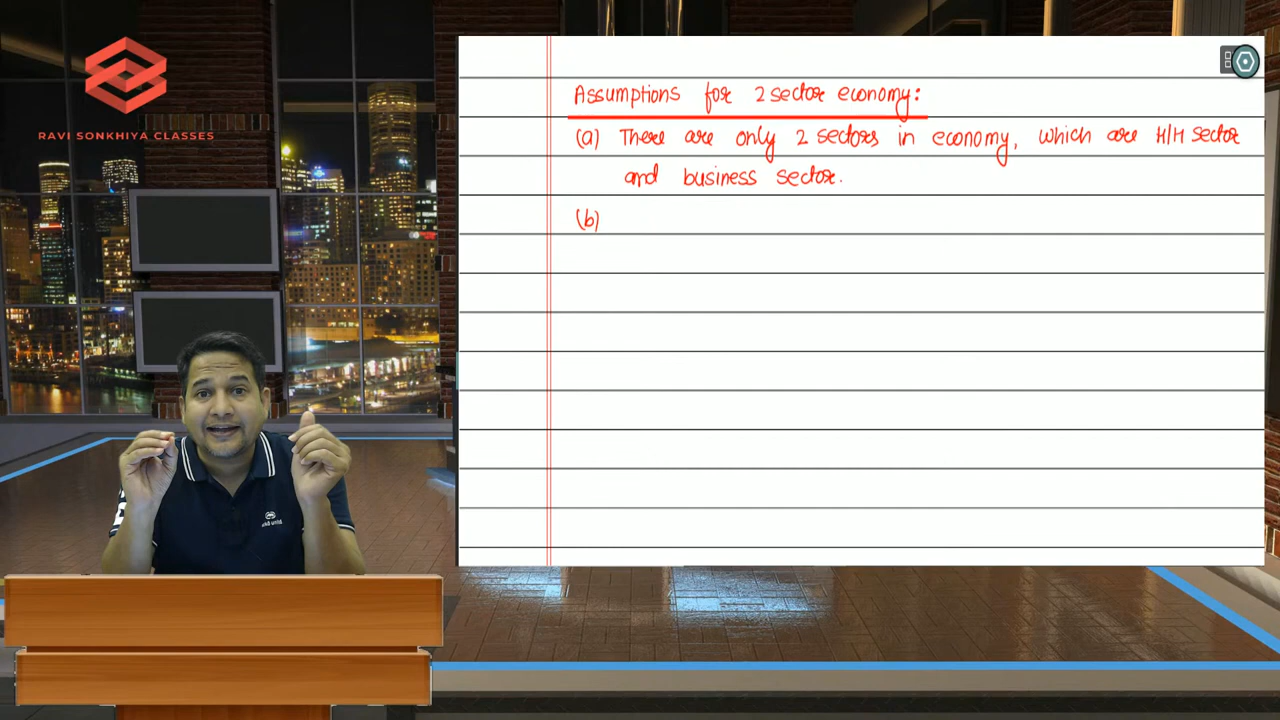 RAVI SONKHIYA CLASSES
Assumptions for 2 sector economy:
(a) There are only 2 sectors in economy, which are H/H sector
and business sector.
(b)